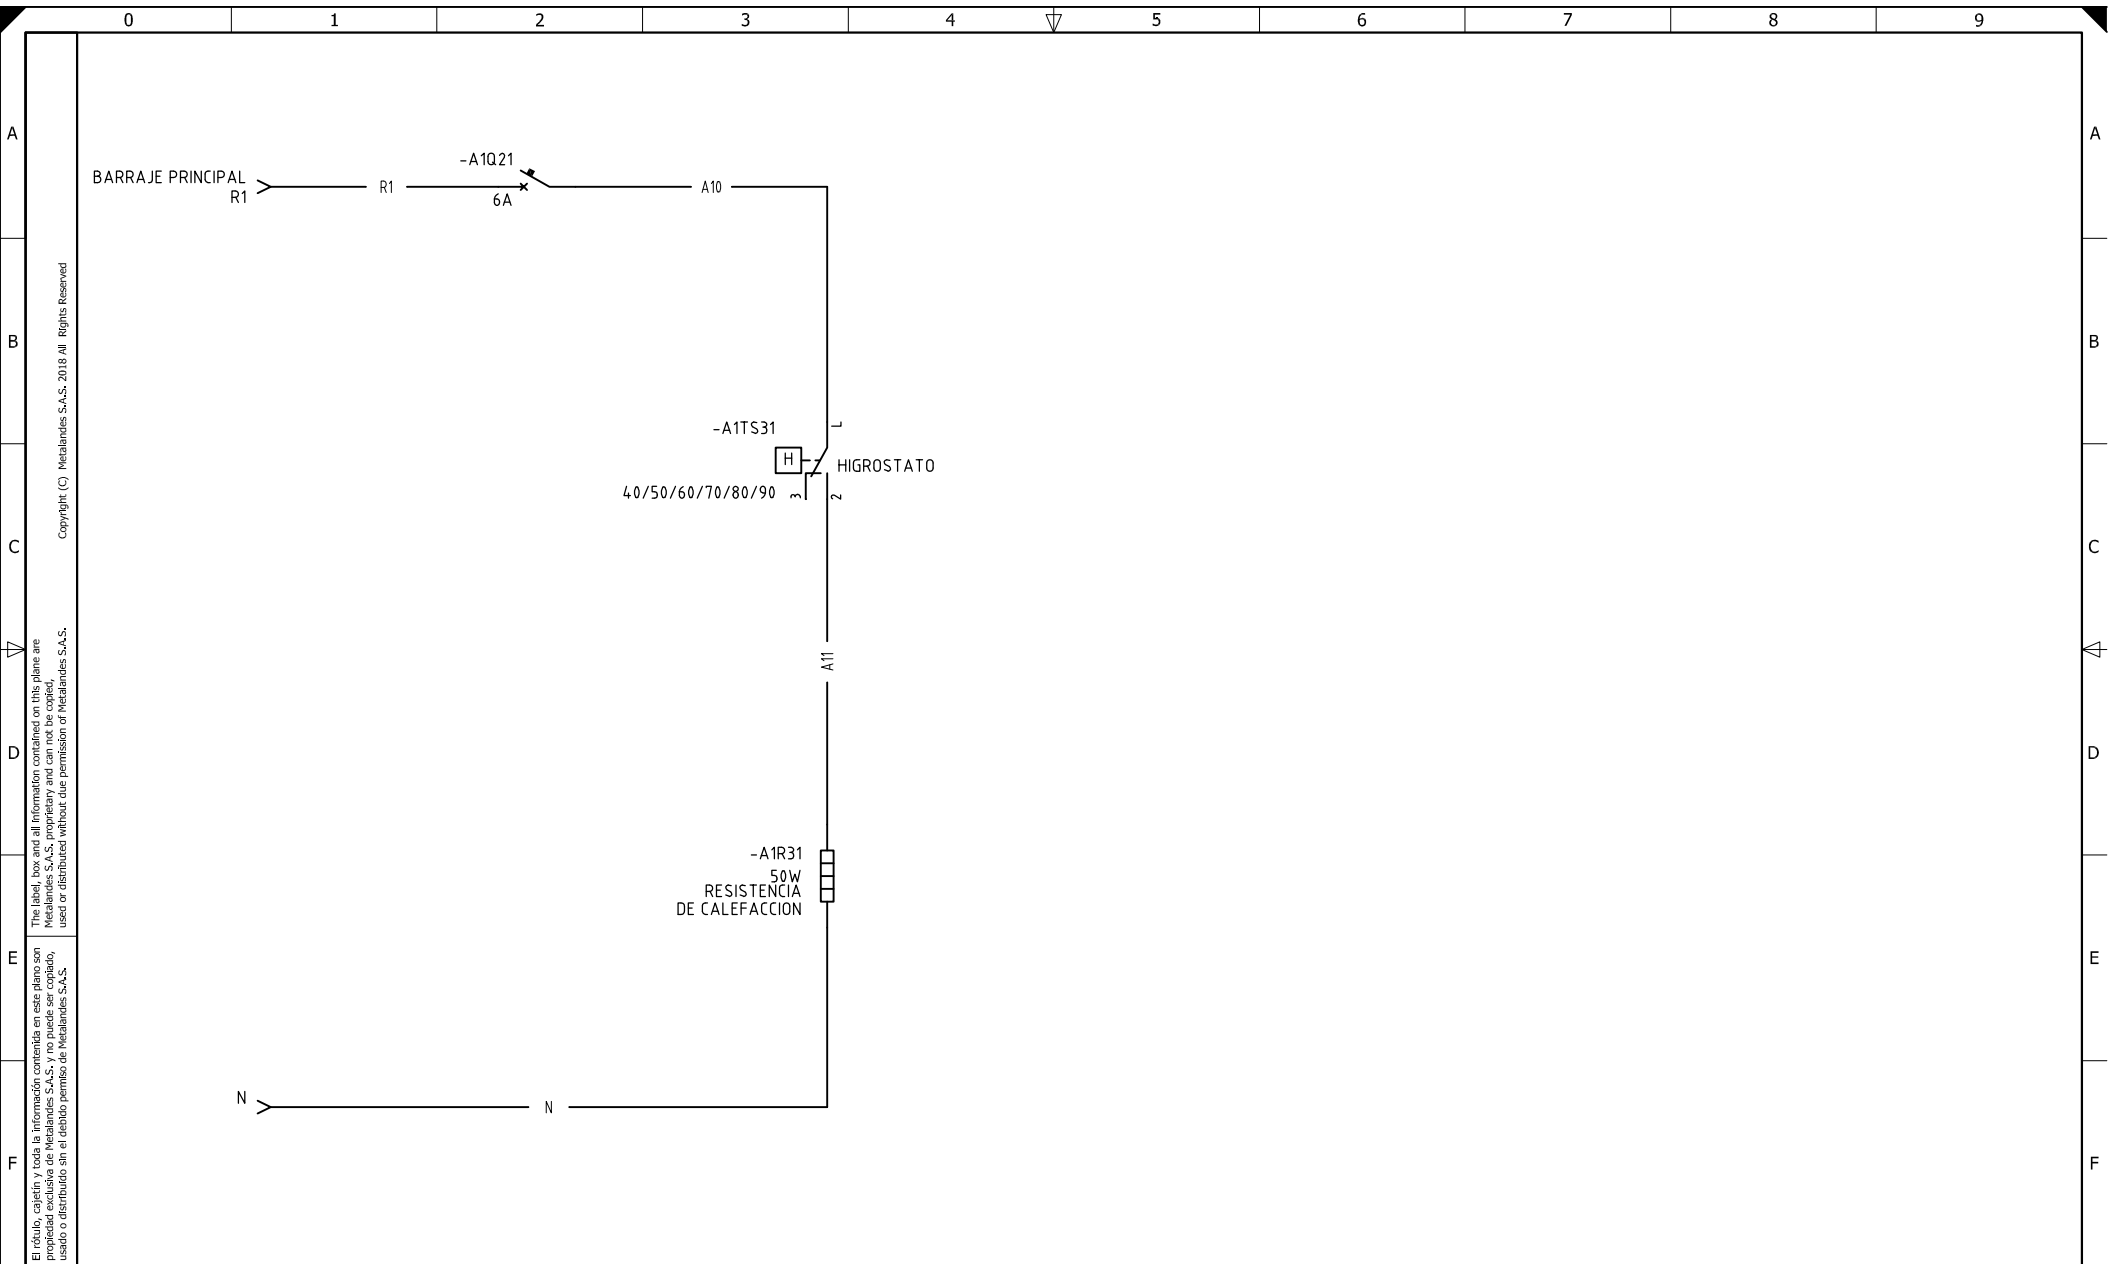 0 1 2 3 4 5 6 7 8 9
A A
-A1Q21
BARRAJE PRINCIPAL
R1
R1
A10
6A
B B
Copyright (C) Metalandes S.A.S. 2018 All Rights Reserved
-A1TS31
L
H
HIGROSTATO
40/50/60/70/80/90
3
2
C C
A11
The label, box and all information contained on this plane are
Metalandes S.A.S. proprietary and can not be copied,
used or distributed without due permission of Metalandes S.A.S.
D D
-A1R31
50W
RESISTENCIA
DE CALEFACCION
E E
El rótulo, cajetín y toda la información contenida en este plano son
propiedad exclusiva de Metalandes S.A.S. y no puede ser copiado,
usado o distribuido sin el debido permiso de Metalandes S.A.S.
N
N
F F